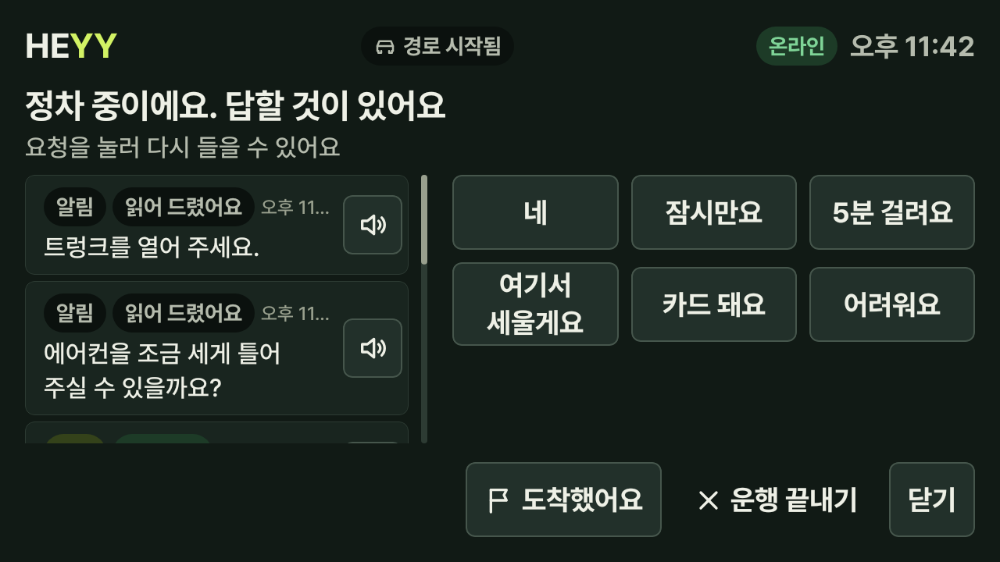 HEYY
경로 시작됨
온라인
오후 11:42
정차 중이에요. 답할 것이 있어요
요청을 눌러 다시 들을 수 있어요
알림 읽어 드렸어요 오후 11...
트렁크를 열어 주세요.
알림 읽어 드렸어요 오후 11...
에어컨을 조금 세게 틀어
주실 수 있을까요?
네
잠시만요
5분 걸려요
여기서
세울게요
카드 돼요
어려워요
도착했어요
운행 끝내기
닫기